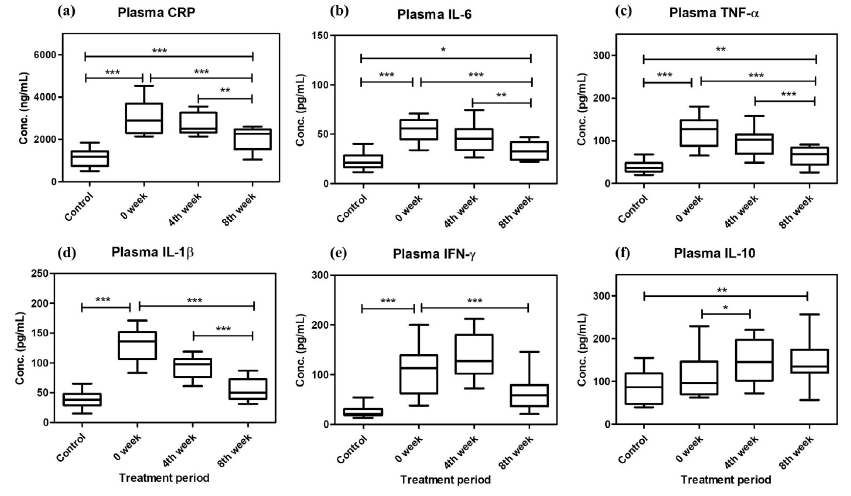 (a) Plasma CRP
Conc. (ng/mL)
6000
4000
2000
0
***
***
***
**
Control
0 week
4th week
8th week
(b) Plasma IL-6
Conc. (pg/mL)
150
100
50
0
*
***
***
**
Control
0 week
4th week
8th week
(c) Plasma TNF-α
Conc. (pg/mL)
300
200
100
0
**
***
***
***
Control
0 week
4th week
8th week
(d) Plasma IL-1β
Conc. (pg/mL)
250
200
150
100
50
0
***
***
***
Control
0 week
4th week
8th week
Treatment period
(e) Plasma IFN-γ
Conc. (pg/mL)
300
200
100
0
***
***
Control
0 week
4th week
8th week
Treatment period
(f) Plasma IL-10
Conc. (pg/mL)
300
200
100
0
**
*
Control
0 week
4th week
8th week
Treatment period